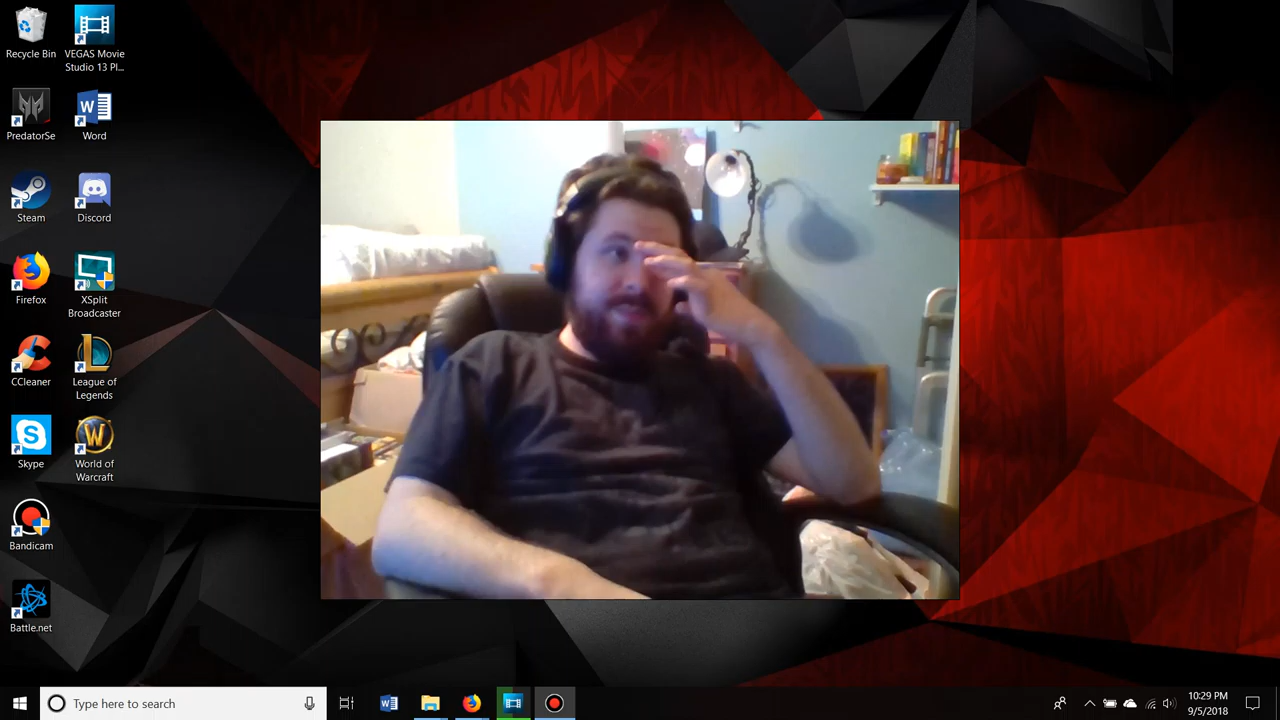 Recycle Bin
VEGAS Movie
Studio 13 Pl...
PredatorSe
Word
Steam
Discord
Firefox
XSplit
Broadcaster
CCleaner
League of
Legends
Skype
World of
Warcraft
Bandicam
Battle.net
Type here to search
10:29 PM
9/5/2018